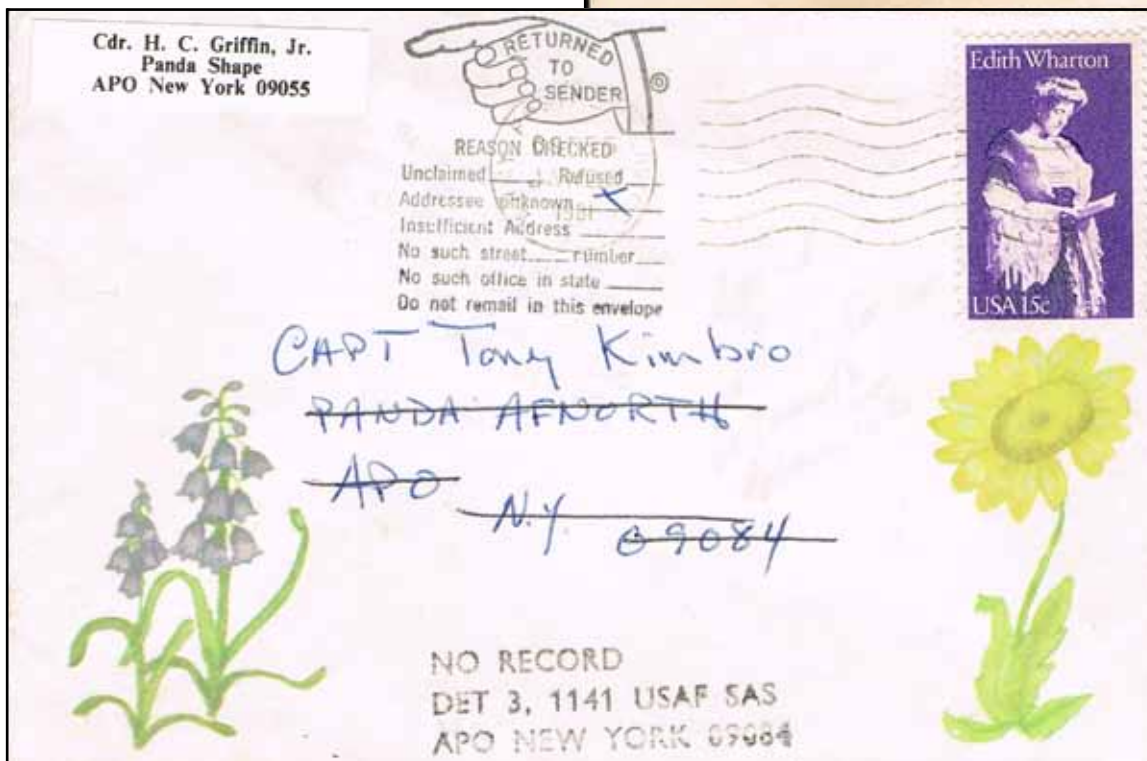 Cdr. H. C. Griffin, Jr.
Panda Shape
APO New York 09055
RETURNED
TO
SENDER
REASON CHECKED
Unclaimed Refused
Addressee unknown
Insufficient Address
No such street number
No such office in state
Do not remail in this envelope
1981
Edith Wharton
USA 15c
CAPT Tony Kimbro
PANDA AFNORTH
APO
N.Y. 09084
NO RECORD
DET 3, 1141 USAF SAS
APO NEW YORK 09084